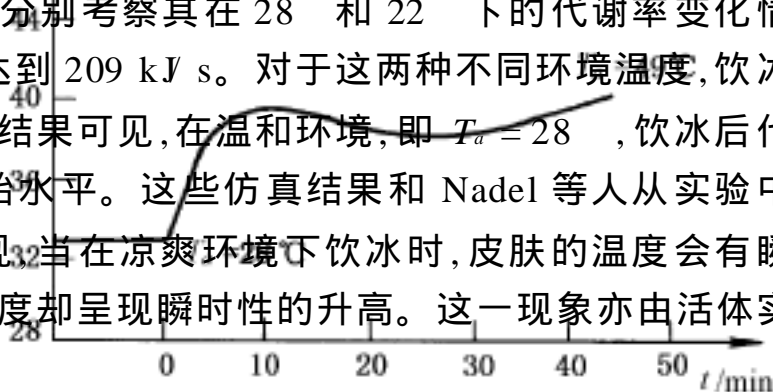 分别考察其在 28 和 22 下的代谢率变化情
44
达到 209 kJ/ s。对于这两种不同环境温度,饮冰
40
结果可见,在温和环境,即 Ta = 28 ,饮冰后代
36
始水平。这些仿真结果和 Nadel 等人从实验中
32
,当在凉爽环境下饮冰时,皮肤的温度会有瞬
28
度却呈现瞬时性的升高。这一现象亦由活体实
0 10 20 30 40 50 t/min